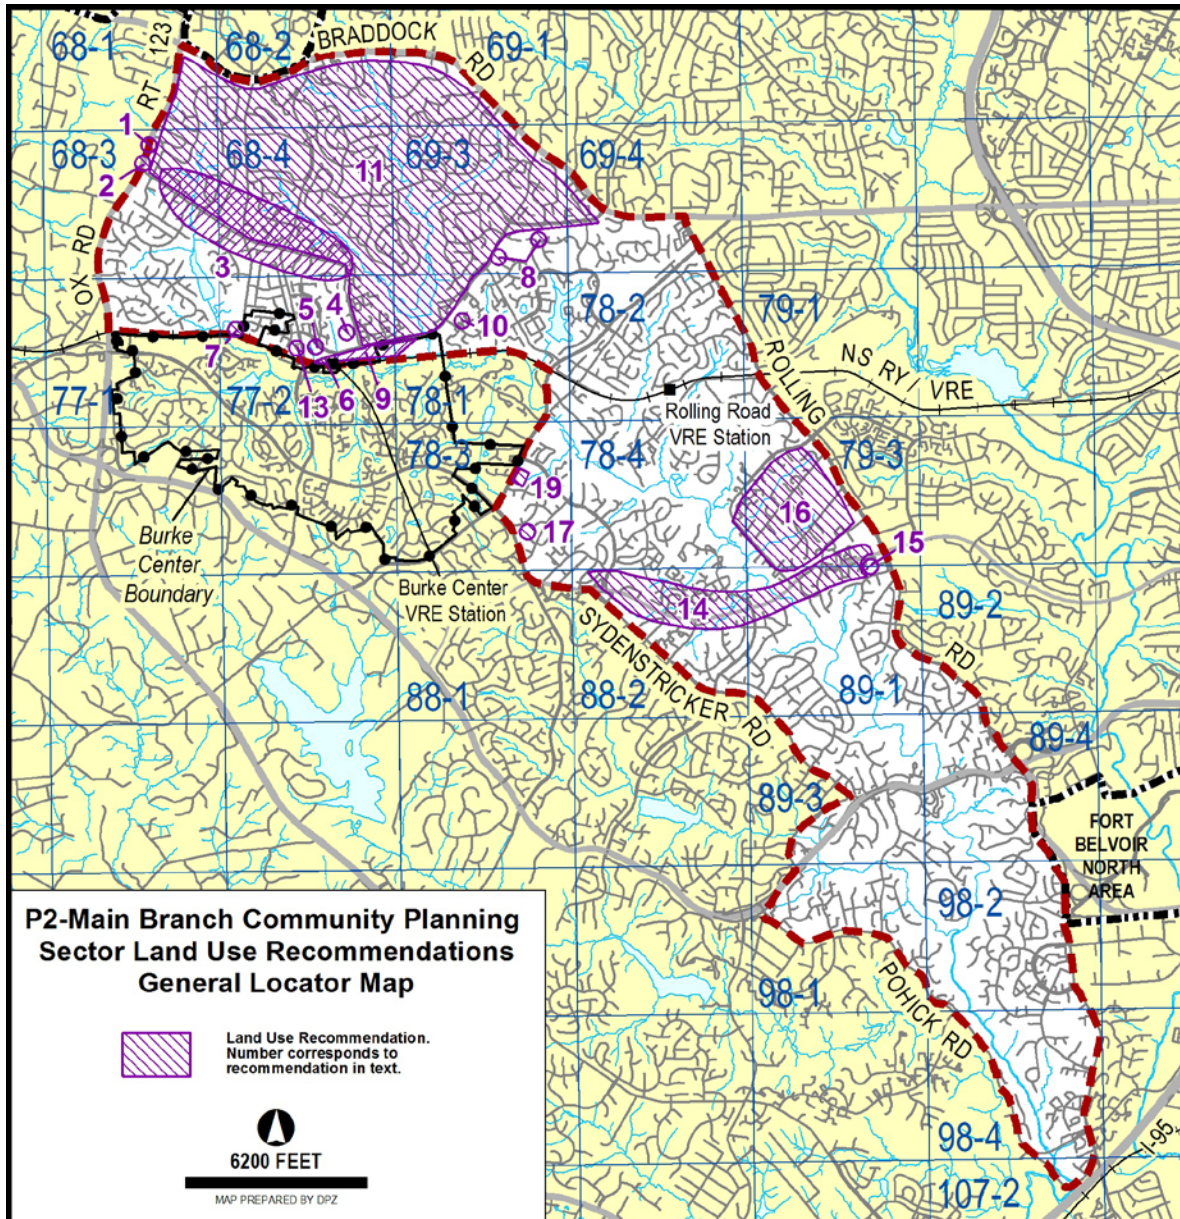 68-1
123
68-2
BRADDOCK
69-1
RD
RT
1
68-3
68-4
69-3
69-4
2
11
OX RD
3
8
5
4
10
78-2
79-1
7
ROLLING
NS RY / VRE
77-1
77-2
13
6
9
78-1
Rolling Road
VRE Station
78-3
78-4
79-3
19
16
17
15
Burke
Center
Boundary
Burke Center
VRE Station
14
89-2
SYDENSTRICKER RD
RD
88-1
88-2
89-1
89-4
89-3
FORT
BELVOIR
NORTH
AREA
98-2
98-1
POHICK RD
98-4
I-95
107-2
P2-Main Branch Community Planning
Sector Land Use Recommendations
General Locator Map
Land Use Recommendation.
Number corresponds to
recommendation in text.
6200 FEET
MAP PREPARED BY DPZ